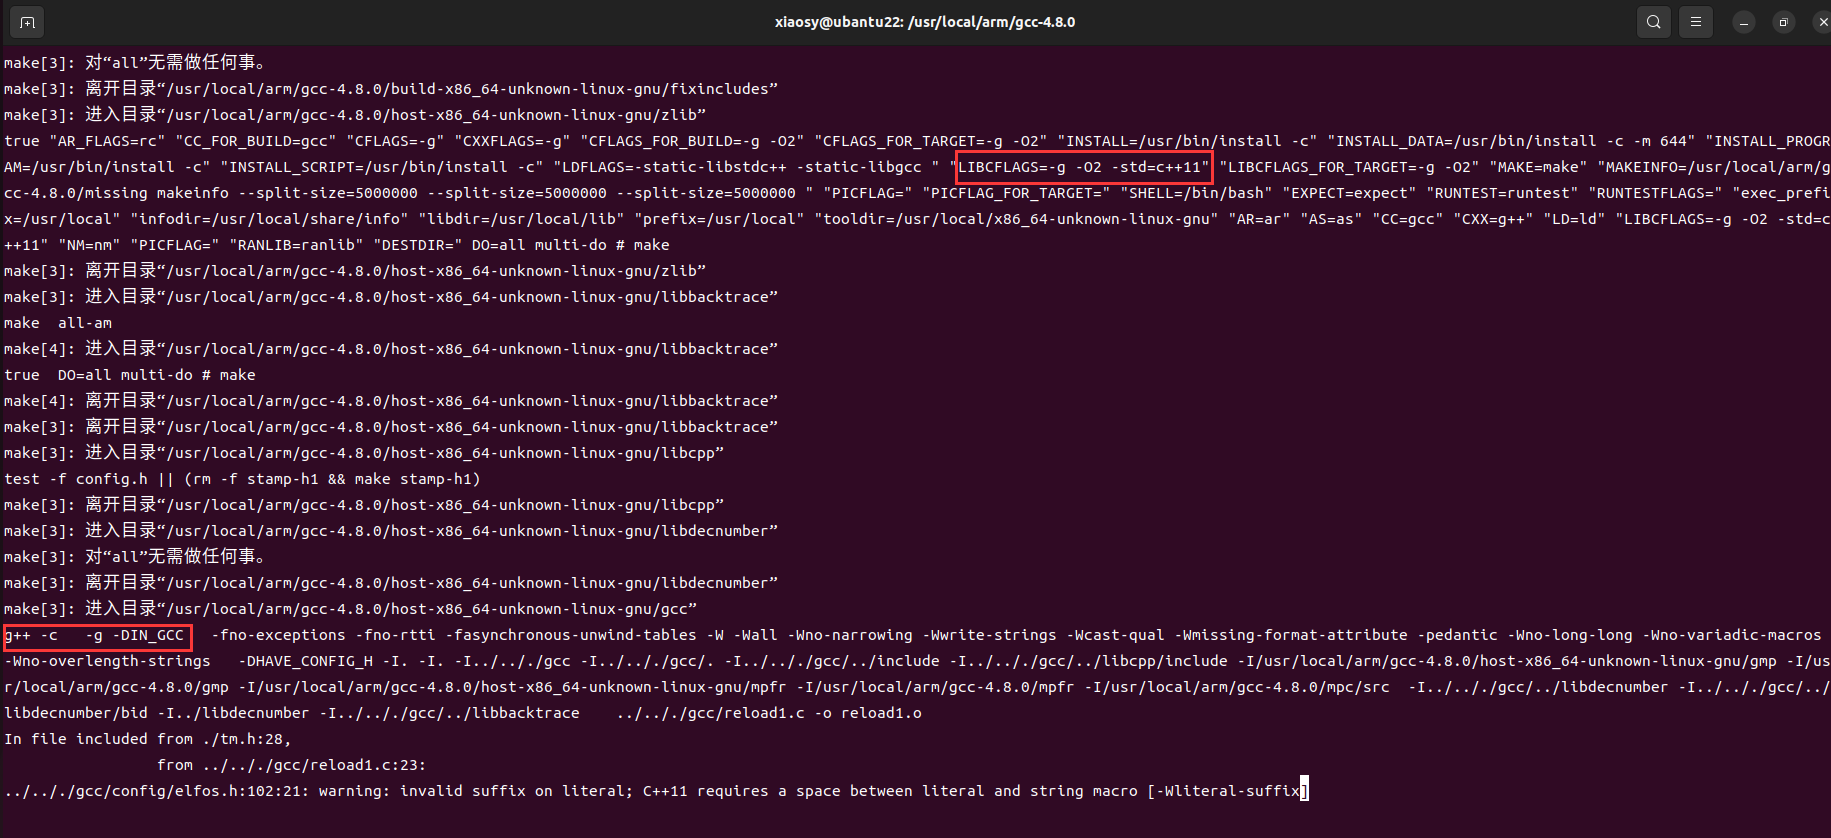 xiaosy@ubantu22: /usr/local/arm/gcc-4.8.0
make[3]: 对“all”无需做任何事。
make[3]: 离开目录“/usr/local/arm/gcc-4.8.0/build-x86_64-unknown-linux-gnu/fixincludes”
make[3]: 进入目录“/usr/local/arm/gcc-4.8.0/host-x86_64-unknown-linux-gnu/zlib”
true "AR_FLAGS=rc" "CC_FOR_BUILD=gcc" "CFLAGS=-g" "CXXFLAGS=-g" "CFLAGS_FOR_BUILD=-g -O2" "CFLAGS_FOR_TARGET=-g -O2" "INSTALL=/usr/bin/install -c" "INSTALL_DATA=/usr/bin/install -c -m 644" "INSTALL_PROGR
AM=/usr/bin/install -c" "INSTALL_SCRIPT=/usr/bin/install -c" "LDFLAGS=-static-libstdc++ -static-libgcc " "LIBCFLAGS=-g -O2 -std=c++11" "LIBCFLAGS_FOR_TARGET=-g -O2" "MAKE=make" "MAKEINFO=/usr/local/arm/g
cc-4.8.0/missing makeinfo --split-size=5000000 --split-size=5000000 --split-size=5000000 " "PICFLAG=" "PICFLAG_FOR_TARGET=" "SHELL=/bin/bash" "EXPECT=expect" "RUNTEST=runtest" "RUNTESTFLAGS=" "exec_prefi
x=/usr/local" "infodir=/usr/local/share/info" "libdir=/usr/local/lib" "prefix=/usr/local" "tooldir=/usr/local/x86_64-unknown-linux-gnu" "AR=ar" "AS=as" "CC=gcc" "CXX=g++" "LD=ld" "LIBCFLAGS=-g -O2 -std=c
++11" "NM=nm" "PICFLAG=" "RANLIB=ranlib" "DESTDIR=" DO=all multi-do # make
make[3]: 离开目录“/usr/local/arm/gcc-4.8.0/host-x86_64-unknown-linux-gnu/zlib”
make[3]: 进入目录“/usr/local/arm/gcc-4.8.0/host-x86_64-unknown-linux-gnu/libbacktrace”
make  all-am
make[4]: 进入目录“/usr/local/arm/gcc-4.8.0/host-x86_64-unknown-linux-gnu/libbacktrace”
true  DO=all multi-do # make
make[4]: 离开目录“/usr/local/arm/gcc-4.8.0/host-x86_64-unknown-linux-gnu/libbacktrace”
make[3]: 离开目录“/usr/local/arm/gcc-4.8.0/host-x86_64-unknown-linux-gnu/libbacktrace”
make[3]: 进入目录“/usr/local/arm/gcc-4.8.0/host-x86_64-unknown-linux-gnu/libcpp”
test -f config.h || (rm -f stamp-h1 && make stamp-h1)
make[3]: 离开目录“/usr/local/arm/gcc-4.8.0/host-x86_64-unknown-linux-gnu/libcpp”
make[3]: 进入目录“/usr/local/arm/gcc-4.8.0/host-x86_64-unknown-linux-gnu/libdecnumber”
make[3]: 对“all”无需做任何事。
make[3]: 离开目录“/usr/local/arm/gcc-4.8.0/host-x86_64-unknown-linux-gnu/libdecnumber”
make[3]: 进入目录“/usr/local/arm/gcc-4.8.0/host-x86_64-unknown-linux-gnu/gcc”
g++ -c   -g -DIN_GCC   -fno-exceptions -fno-rtti -fasynchronous-unwind-tables -W -Wall -Wno-narrowing -Wwrite-strings -Wcast-qual -Wmissing-format-attribute -pedantic -Wno-long-long -Wno-variadic-macros
-Wno-overlength-strings   -DHAVE_CONFIG_H -I. -I. -I../.././gcc -I../.././gcc/. -I../.././gcc/../include -I../.././gcc/../libcpp/include -I/usr/local/arm/gcc-4.8.0/host-x86_64-unknown-linux-gnu/gmp -I/us
r/local/arm/gcc-4.8.0/gmp -I/usr/local/arm/gcc-4.8.0/host-x86_64-unknown-linux-gnu/mpfr -I/usr/local/arm/gcc-4.8.0/mpfr -I/usr/local/arm/gcc-4.8.0/mpc/src  -I../.././gcc/../libdecnumber -I../.././gcc/../
libdecnumber/bid -I../libdecnumber -I../.././gcc/../libbacktrace    ../.././gcc/reload1.c -o reload1.o
In file included from ./tm.h:28,
                 from ../.././gcc/reload1.c:23:
../.././gcc/config/elfos.h:102:21: warning: invalid suffix on literal; C++11 requires a space between literal and string macro [-Wliteral-suffix]